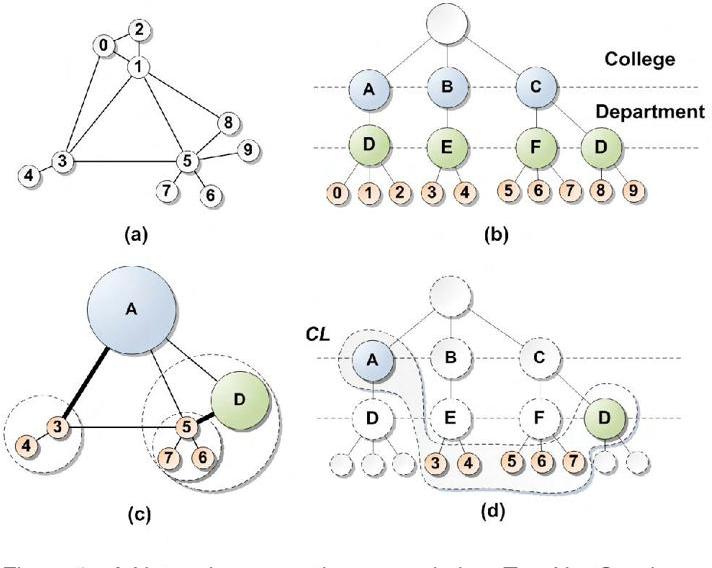 2
0
1
8
9
3
5
4
7
6
(a)
College
A B C
Department
D E F D
0 1 2 3 4 5 6 7 8 9
(b)
A
D
3 5
4 7 6
(c)
CL
A B C
D E F D
3 4 5 6 7
(d)